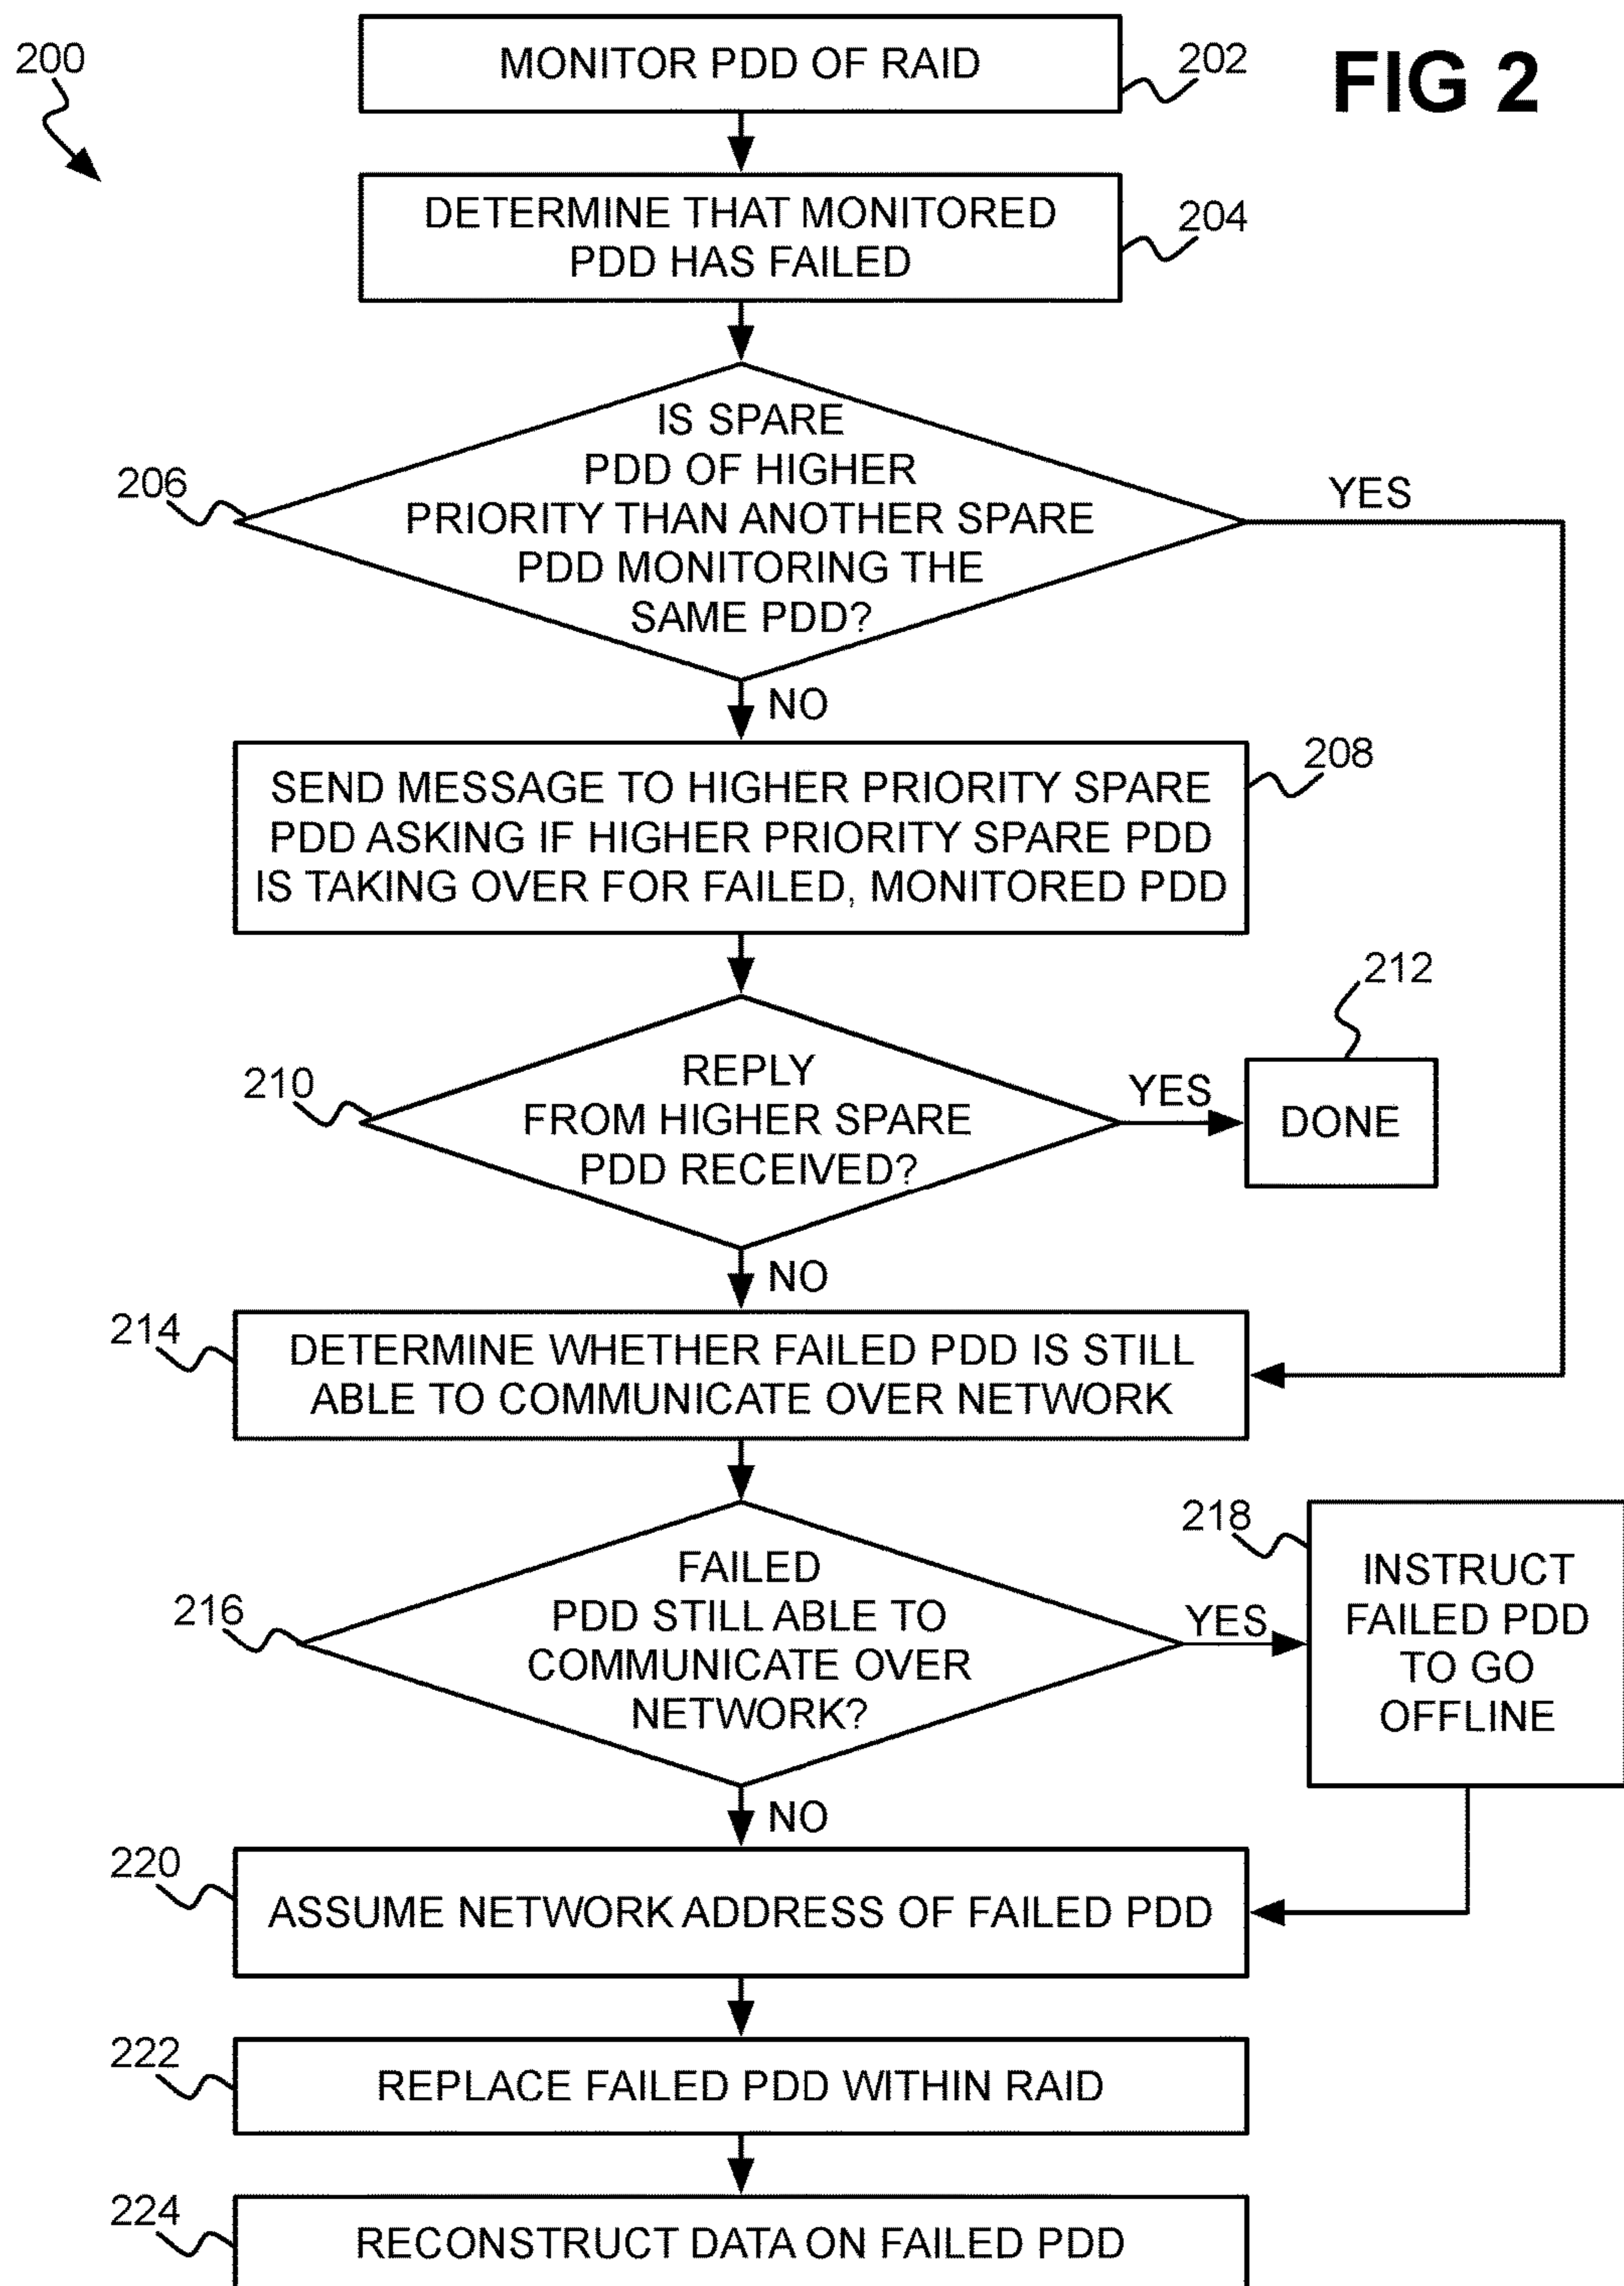 200
MONITOR PDD OF RAID
202
FIG 2
DETERMINE THAT MONITORED
PDD HAS FAILED
204
206
IS SPARE
PDD OF HIGHER
PRIORITY THAN ANOTHER SPARE
PDD MONITORING THE
SAME PDD?
YES
NO
SEND MESSAGE TO HIGHER PRIORITY SPARE
PDD ASKING IF HIGHER PRIORITY SPARE PDD
IS TAKING OVER FOR FAILED, MONITORED PDD
208
210
REPLY
FROM HIGHER SPARE
PDD RECEIVED?
YES
212
DONE
NO
214
DETERMINE WHETHER FAILED PDD IS STILL
ABLE TO COMMUNICATE OVER NETWORK
216
FAILED
PDD STILL ABLE TO
COMMUNICATE OVER
NETWORK?
YES
218
INSTRUCT
FAILED PDD
TO GO
OFFLINE
NO
220
ASSUME NETWORK ADDRESS OF FAILED PDD
222
REPLACE FAILED PDD WITHIN RAID
224
RECONSTRUCT DATA ON FAILED PDD